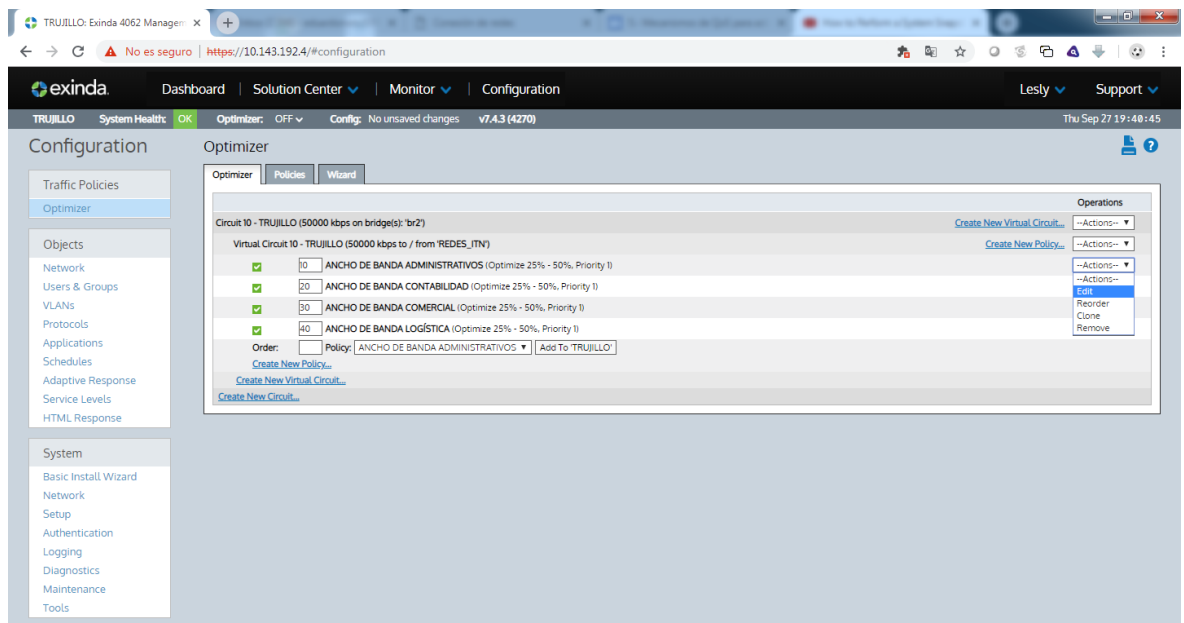 TRUJILLO: Exinda 4062 Managem
No es seguro | https://10.143.192.4/#configuration
exinda. Dashboard | Solution Center | Monitor | Configuration Lesly Support
TRUJILLO System Health: OK Optimizer: OFF Config: No unsaved changes v7.4.3 (4270) Thu Sep 27 19:40:45
Configuration
Traffic Policies
Optimizer
Objects
Network
Users & Groups
VLANs
Protocols
Applications
Schedules
Adaptive Response
Service Levels
HTML Response
System
Basic Install Wizard
Network
Setup
Authentication
Logging
Diagnostics
Maintenance
Tools
Optimizer
Optimizer Policies Wizard
Operations
Circuit 10 - TRUJILLO (50000 kbps on bridge(s): 'br2') Create New Virtual Circuit... --Actions--
Virtual Circuit 10 - TRUJILLO (50000 kbps to / from 'REDES_ITN') Create New Policy... --Actions--
10 ANCHO DE BANDA ADMINISTRATIVOS (Optimize 25% - 50%, Priority 1) --Actions--
20 ANCHO DE BANDA CONTABILIDAD (Optimize 25% - 50%, Priority 1)
30 ANCHO DE BANDA COMERCIAL (Optimize 25% - 50%, Priority 1)
40 ANCHO DE BANDA LOGÍSTICA (Optimize 25% - 50%, Priority 1)
--Actions--
Edit
Reorder
Clone
Remove
Order: Policy: ANCHO DE BANDA ADMINISTRATIVOS Add To 'TRUJILLO'
Create New Policy...
Create New Virtual Circuit...
Create New Circuit...